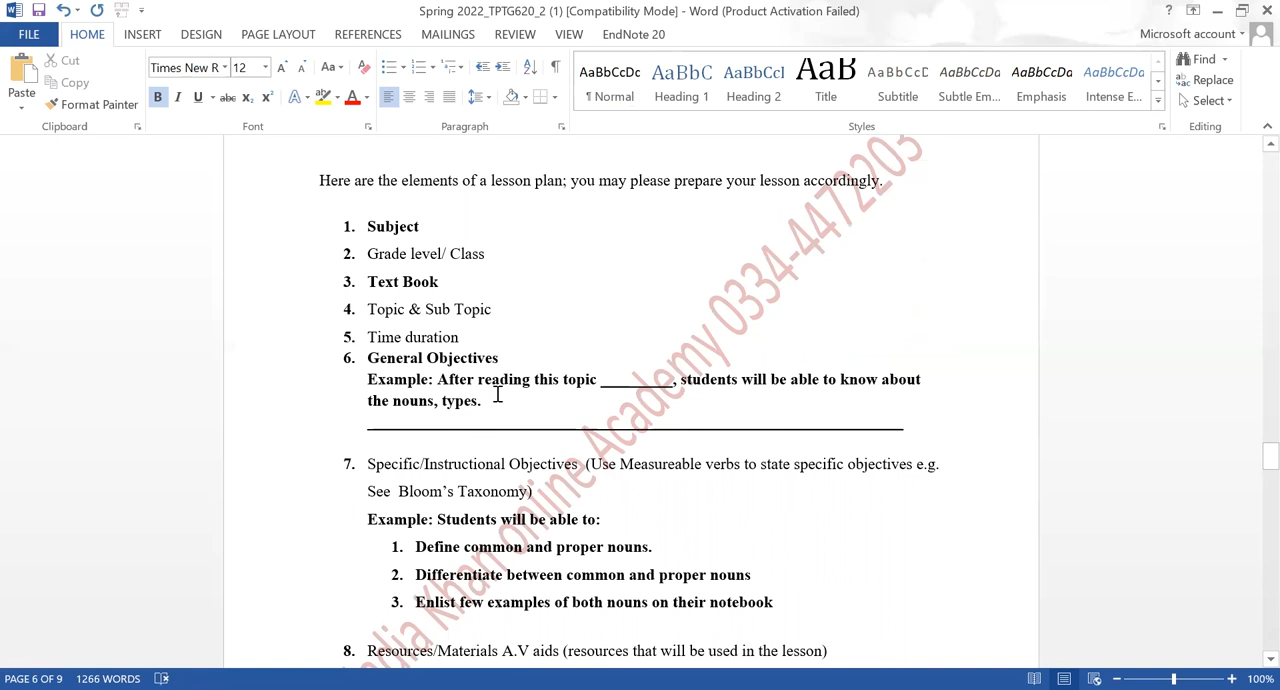 Spring 2022_TPTG620_2 (1) [Compatibility Mode] - Word (Product Activation Failed)
FILE HOME INSERT DESIGN PAGE LAYOUT REFERENCES MAILINGS REVIEW VIEW EndNote 20 Microsoft account
Cut
Copy
Format Painter
Paste
Clipboard
Times New R 12
Font
Paragraph
AaBbCcDc AaBbC AaBbCcI AaB AaBbCcD AaBbCcDa AaBbCcDa AaBbCcDa
¶ Normal Heading 1 Heading 2 Title Subtitle Subtle Em... Emphasis Intense E...
Styles
Find
Replace
Select
Editing
Here are the elements of a lesson plan; you may please prepare your lesson accordingly.
1. Subject
2. Grade level/ Class
3. Text Book
4. Topic & Sub Topic
5. Time duration
6. General Objectives
Example: After reading this topic _________, students will be able to know about
the nouns, types.
7. Specific/Instructional Objectives (Use Measureable verbs to state specific objectives e.g.
See Bloom's Taxonomy)
Example: Students will be able to:
1. Define common and proper nouns.
2. Differentiate between common and proper nouns
3. Enlist few examples of both nouns on their notebook
8. Resources/Materials A.V aids (resources that will be used in the lesson)
Khan online Academy 0334-4472203
PAGE 6 OF 9 1266 WORDS 100%